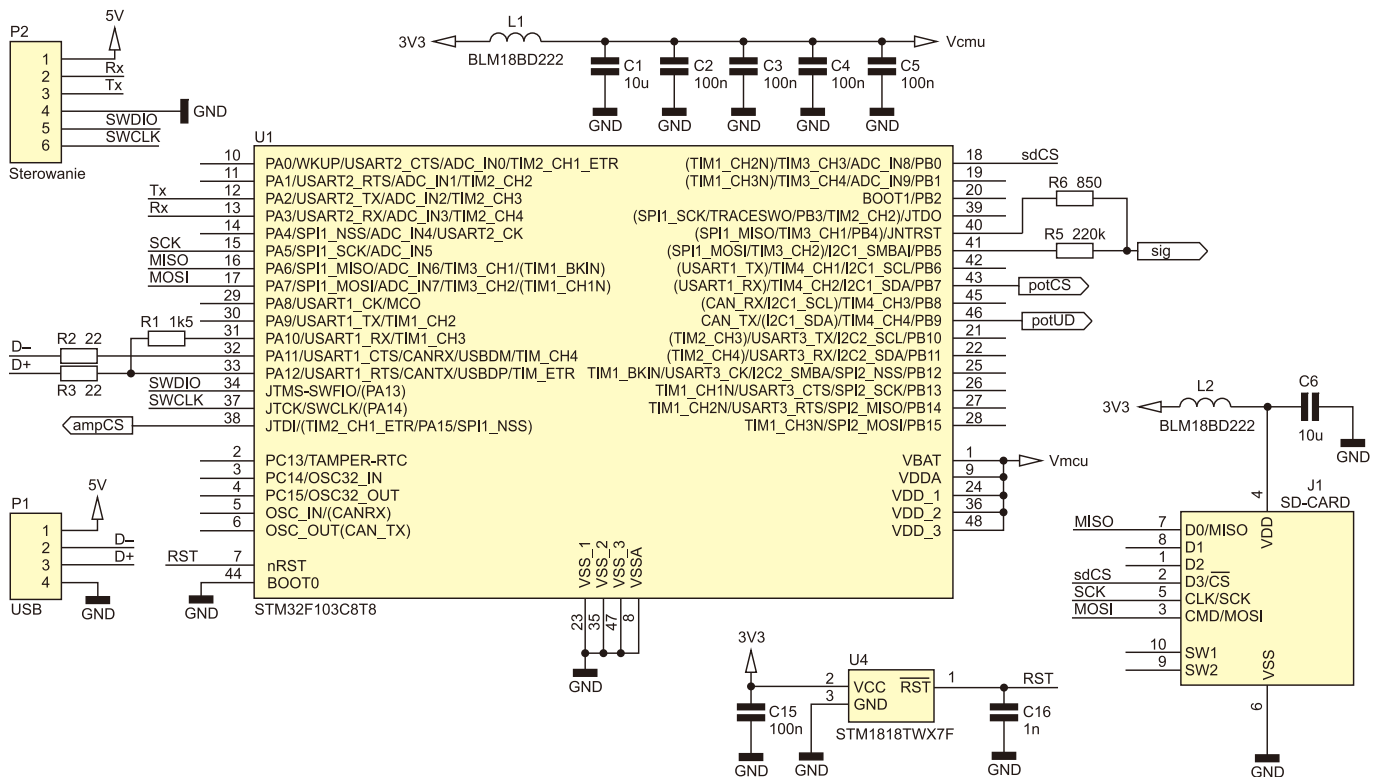 P2
5V
1
2
3
4
5
6
Rx
Tx
GND
SWDIO
SWCLK
Sterowanie
3V3
L1
BLM18BD222
Vcmu
C1
10u
C2
100n
C3
100n
C4
100n
C5
100n
GND
GND
GND
GND
GND
U1
10 PA0/WKUP/USART2_CTS/ADC_IN0/TIM2_CH1_ETR
11 PA1/USART2_RTS/ADC_IN1/TIM2_CH2
Tx 12 PA2/USART2_TX/ADC_IN2/TIM2_CH3
Rx 13 PA3/USART2_RX/ADC_IN3/TIM2_CH4
14 PA4/SPI1_NSS/ADC_IN4/USART2_CK
SCK 15 PA5/SPI1_SCK/ADC_IN5
MISO 16 PA6/SPI1_MISO/ADC_IN6/TIM3_CH1/(TIM1_BKIN)
MOSI 17 PA7/SPI1_MOSI/ADC_IN7/TIM3_CH2/(TIM1_CH1N)
29 PA8/USART1_CK/MCO
30 PA9/USART1_TX/TIM1_CH2
R1 1k5
31 PA10/USART1_RX/TIM1_CH3
D– R2 22 32 PA11/USART1_CTS/CANRX/USBDM/TIM_CH4
D+ R3 22 33 PA12/USART1_RTS/CANTX/USBDP/TIM_ETR
SWDIO 34 JTMS-SWFIO/(PA13)
SWCLK 37 JTCK/SWCLK/(PA14)
ampCS 38 JTDI/(TIM2_CH1_ETR/PA15/SPI1_NSS)
2 PC13/TAMPER-RTC
3 PC14/OSC32_IN
4 PC15/OSC32_OUT
5 OSC_IN/(CANRX)
6 OSC_OUT(CAN_TX)
RST 7 nRST
44 BOOT0
GND
STM32F103C8T8
(TIM1_CH2N)/TIM3_CH3/ADC_IN8/PB0 18 sdCS
(TIM1_CH3N)/TIM3_CH4/ADC_IN9/PB1 19
BOOT1/PB2 20
(SPI1_SCK/TRACESWO/PB3/TIM2_CH2)/JTDO 39
(SPI1_MISO/TIM3_CH1/PB4)/JNTRST 40
R6 850
(SPI1_MOSI/TIM3_CH2)/I2C1_SMBAI/PB5 41
R5 220k
sig
(USART1_TX)/TIM4_CH1/I2C1_SCL/PB6 42
(USART1_RX)/TIM4_CH2/I2C1_SDA/PB7 43 potCS
(CAN_RX/I2C1_SCL)/TIM4_CH3/PB8 45
CAN_TX/(I2C1_SDA)/TIM4_CH4/PB9 46 potUD
(TIM2_CH3)/USART3_TX/I2C2_SCL/PB10 21
(TIM2_CH4)/USART3_RX/I2C2_SDA/PB11 22
TIM1_BKIN/USART3_CK/I2C2_SMBA/SPI2_NSS/PB12 25
TIM1_CH1N/USART3_CTS/SPI2_SCK/PB13 26
TIM1_CH2N/USART3_RTS/SPI2_MISO/PB14 27
TIM1_CH3N/SPI2_MOSI/PB15 28
VBAT 1 Vmcu
VDDA 9
VDD_1 24
VDD_2 36
VDD_3 48
VSS_1 23
VSS_2 35
VSS_3 47
VSSA 8
GND
P1
5V
1
2 D–
3 D+
4
USB
GND
3V3
C15
100n
GND
U4
2 VCC
3 GND
RST 1
RST
STM1818TWX7F
GND
C16
1n
GND
3V3
L2
BLM18BD222
C6
10u
GND
J1
SD-CARD
4 VDD
MISO 7 D0/MISO
8 D1
1 D2
sdCS 2 D3/CS
SCK 5 CLK/SCK
MOSI 3 CMD/MOSI
10 SW1
9 SW2
VSS 6
GND